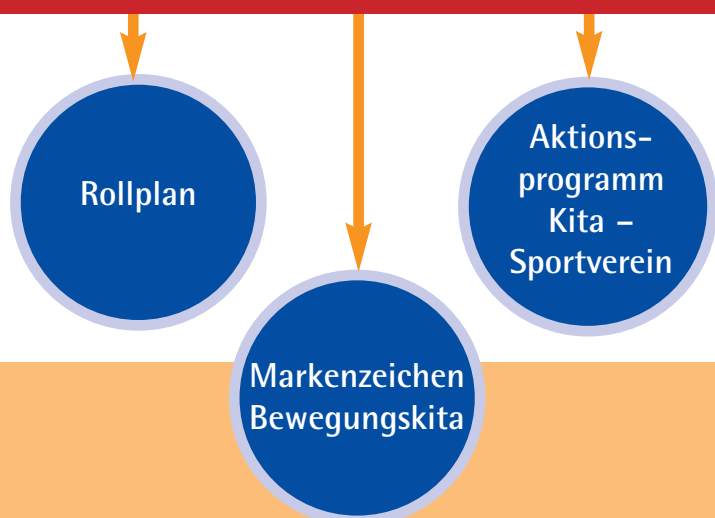 Rollplan
Aktions-
programm
Kita –
Sportverein
Markenzeichen
Bewegungskita